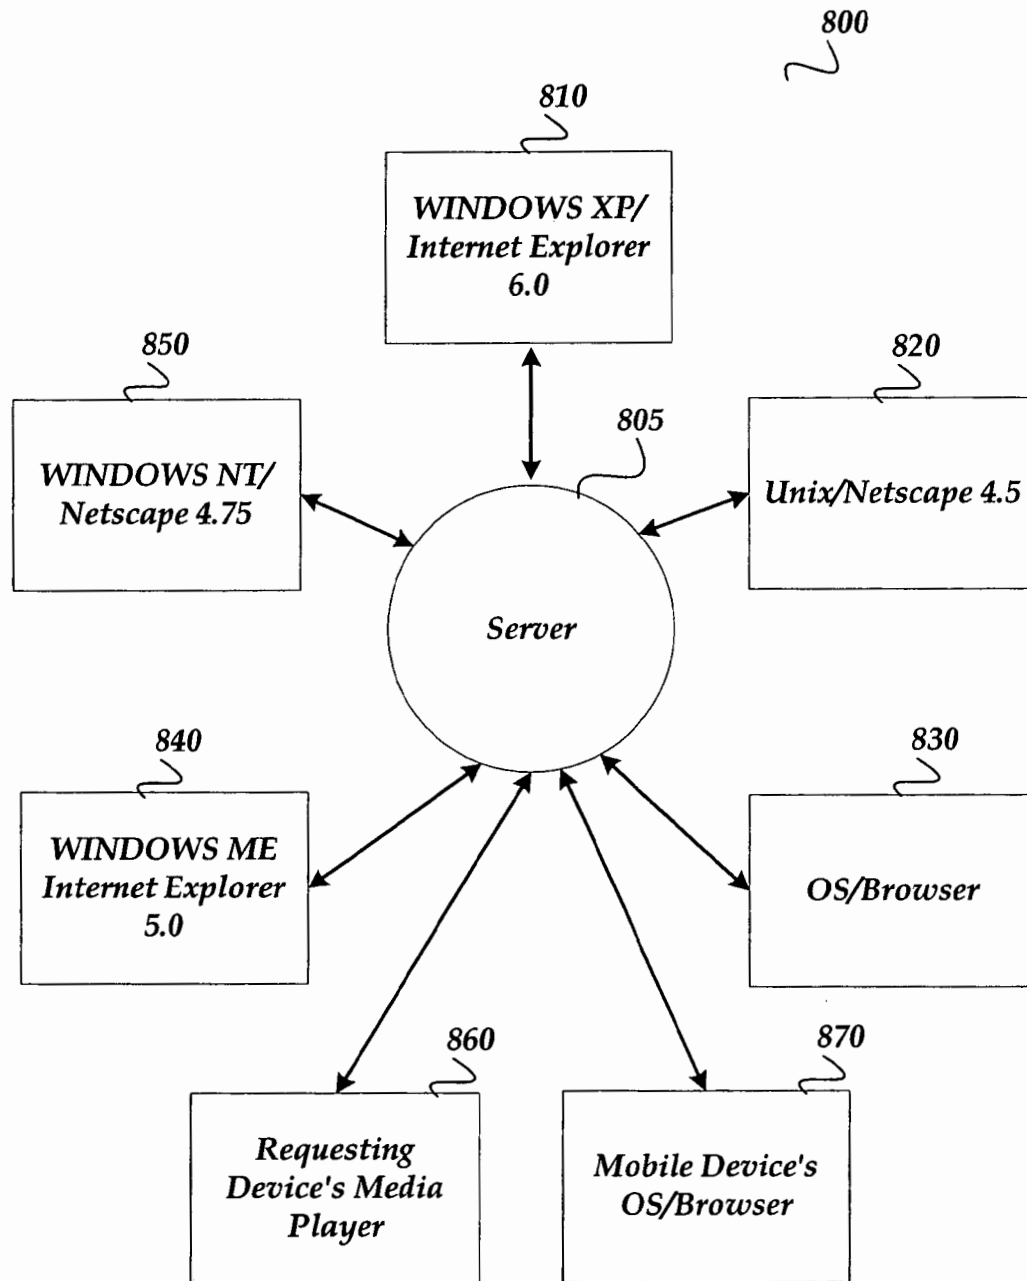 800
810
WINDOWS XP/
Internet Explorer
6.0
850
WINDOWS NT/
Netscape 4.75
805
820
Unix/Netscape 4.5
Server
840
WINDOWS ME
Internet Explorer
5.0
830
OS/Browser
860
Requesting
Device's Media
Player
870
Mobile Device's
OS/Browser